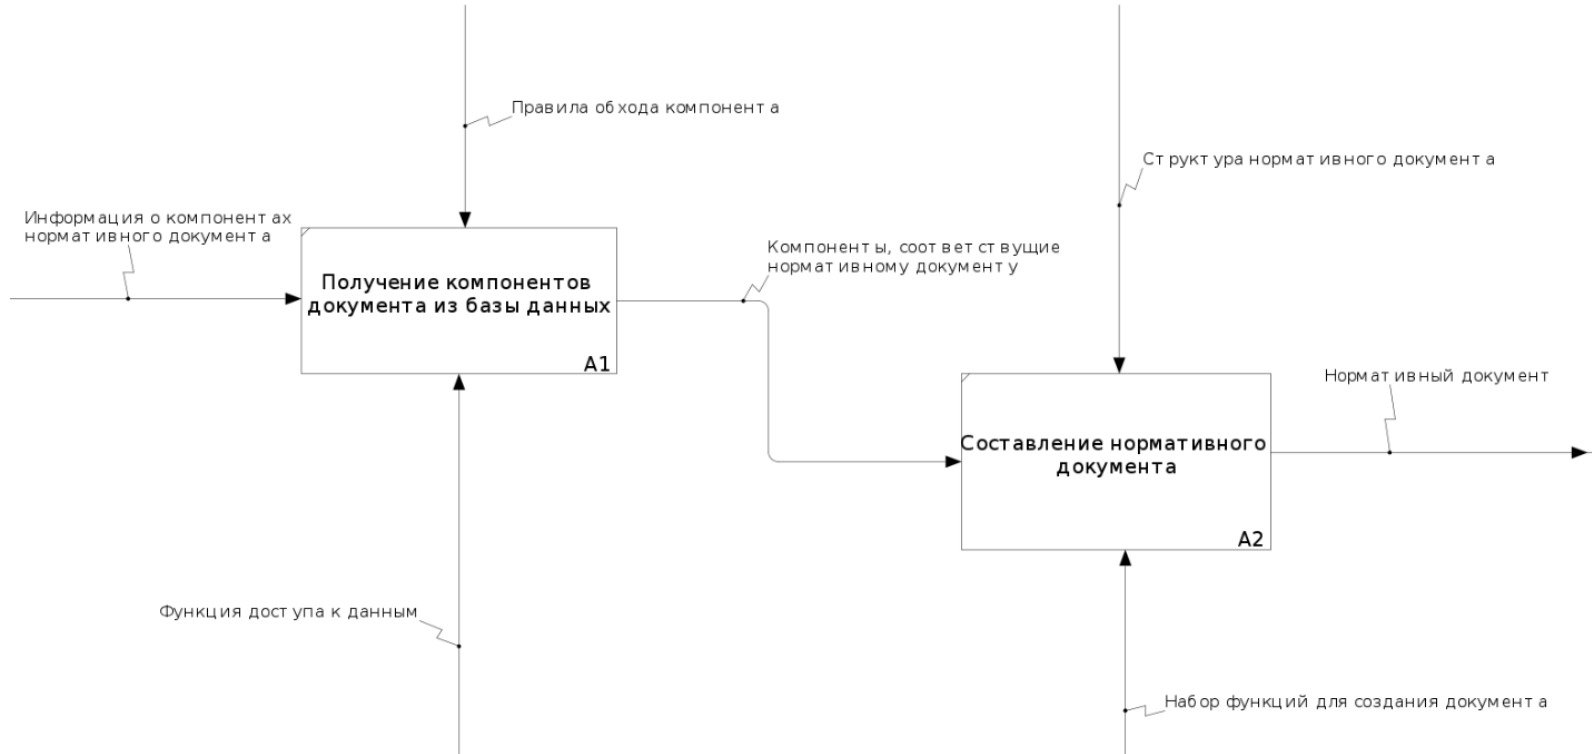 Правила обхода компонента
Структура нормативного документа
Информация о компонентах
нормативного документа
Компоненты, соответствущие
нормативному документу
Получение компонентов
документа из базы данных
A1
Нормативный документ
Составление нормативного
документа
A2
Функция доступа к данным
Набор функций для создания документа